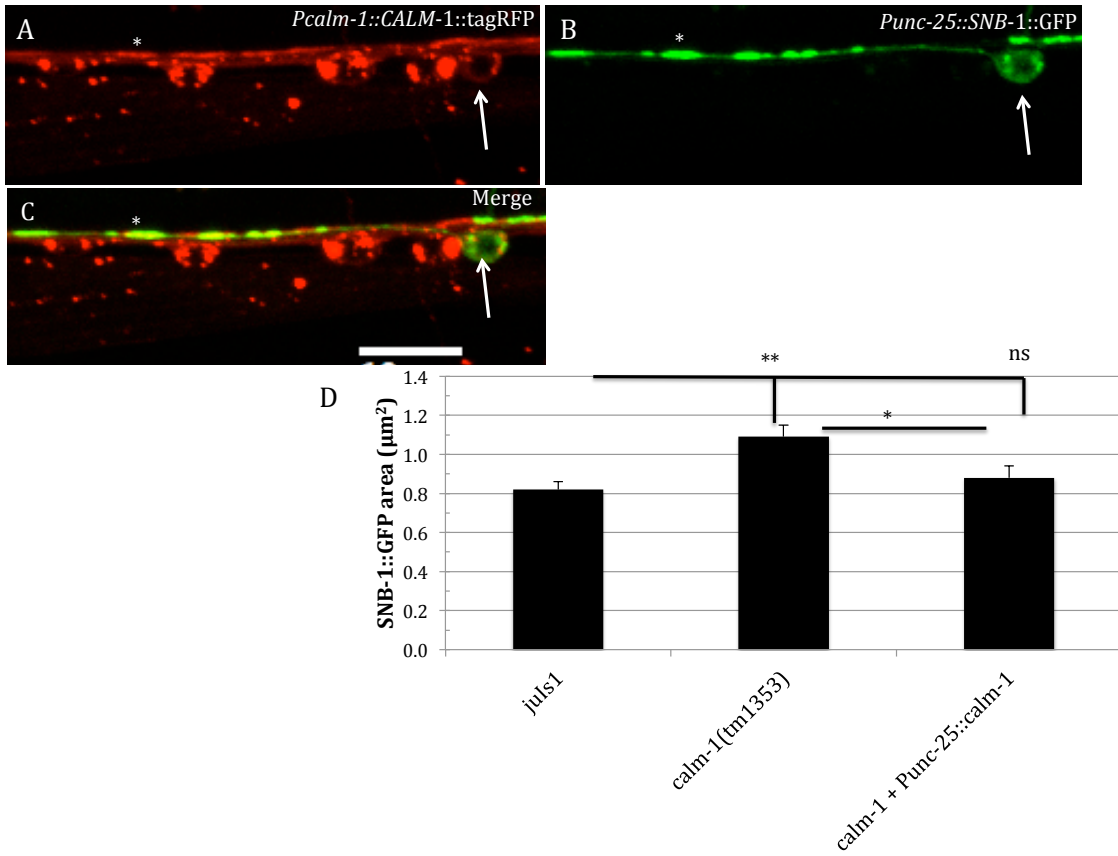 A
Pcalm-1::CALM-1::tagRFP
*
B
Punc-25::SNB-1::GFP
*
C
Merge
*
D
**
ns
*
SNB-1::GFP area (μm²)
1.4
1.2
1.0
0.8
0.6
0.4
0.2
0.0
juIs1
calm-1(tm1353)
calm-1 + Punc-25::calm-1